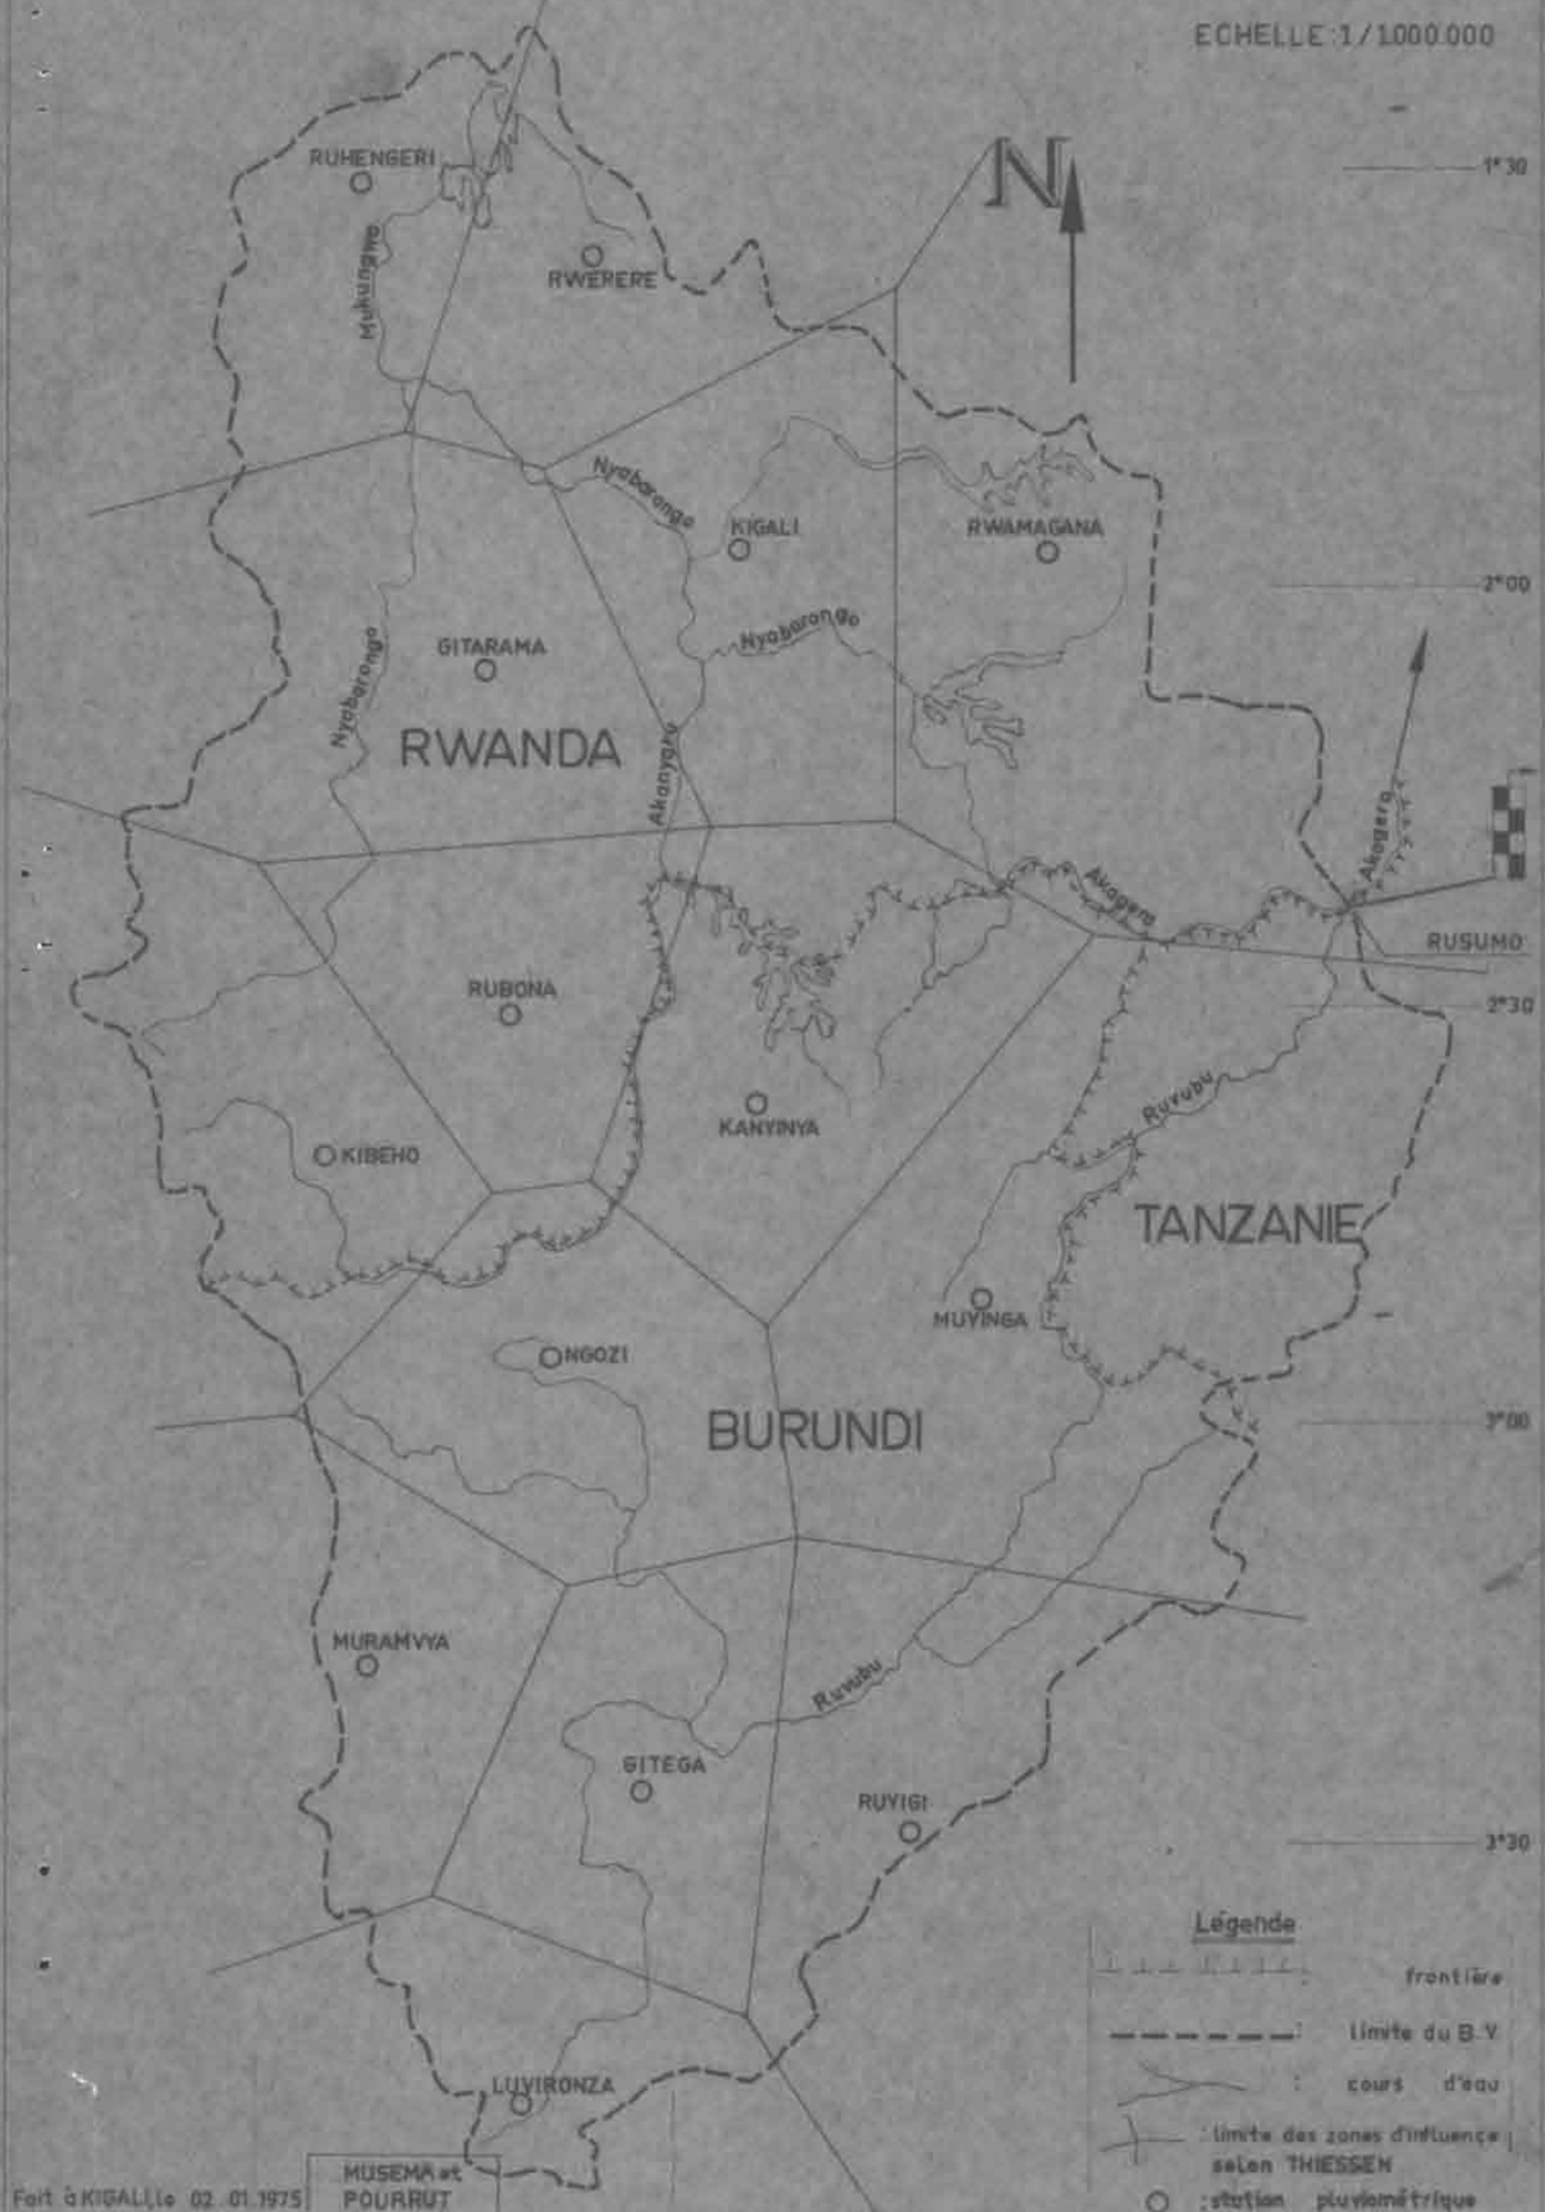 ECHELLE 1/1000.000
N
1°30
RUHENGERI
Mukungwa
RWERERE
Nyabarongo
KIGALI
RWAMAGANA
2°00
Nyabarongo
GITARAMA
Nyabarongo
RWANDA
Akanyaru
Akagera
Akagera
RUSUMO
RUBONA
2°30
Ruvubu
KANYINYA
KIBEHO
TANZANIE
MUYINGA
NGOZI
BURUNDI
3°00
MURAMVYA
Ruvubu
GITEGA
RUYIGI
3°30
Légende
frontière
: limite du B.V.
: cours d'eau
: limite des zones d'influence
selon THIESSEN
: station pluviométrique
LUVIRONZA
MUSEMA et
POURRUT
Fait à KIGALI, le 02.01.1975